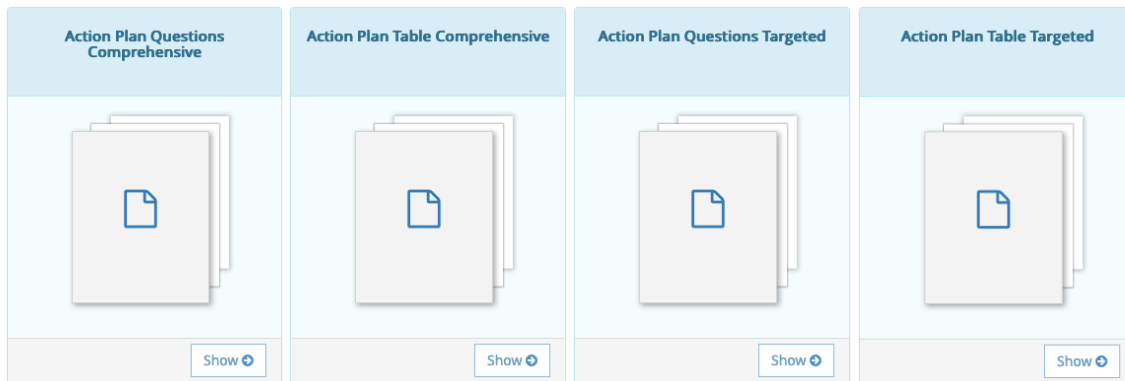 Action Plan Questions
Comprehensive
Action Plan Table Comprehensive
Action Plan Questions Targeted
Action Plan Table Targeted
Show
Show
Show
Show